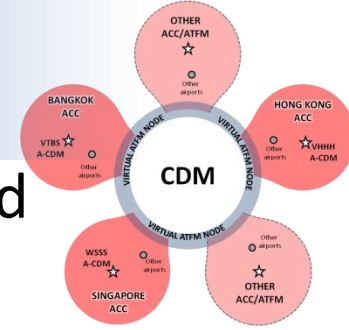 OTHER
ACC/ATFM
Other
airports
BANGKOK
ACC
VTBS
A-CDM
Other
airports
HONG KONG
ACC
Other
airports
VHHH
A-CDM
VIRTUAL ATFM NODE
VIRTUAL ATFM NODE
CDM
VIRTUAL ATFM NODE
d
WSSS
A-CDM
Other
airports
SINGAPORE
ACC
Other
airports
OTHER
ACC/ATFM